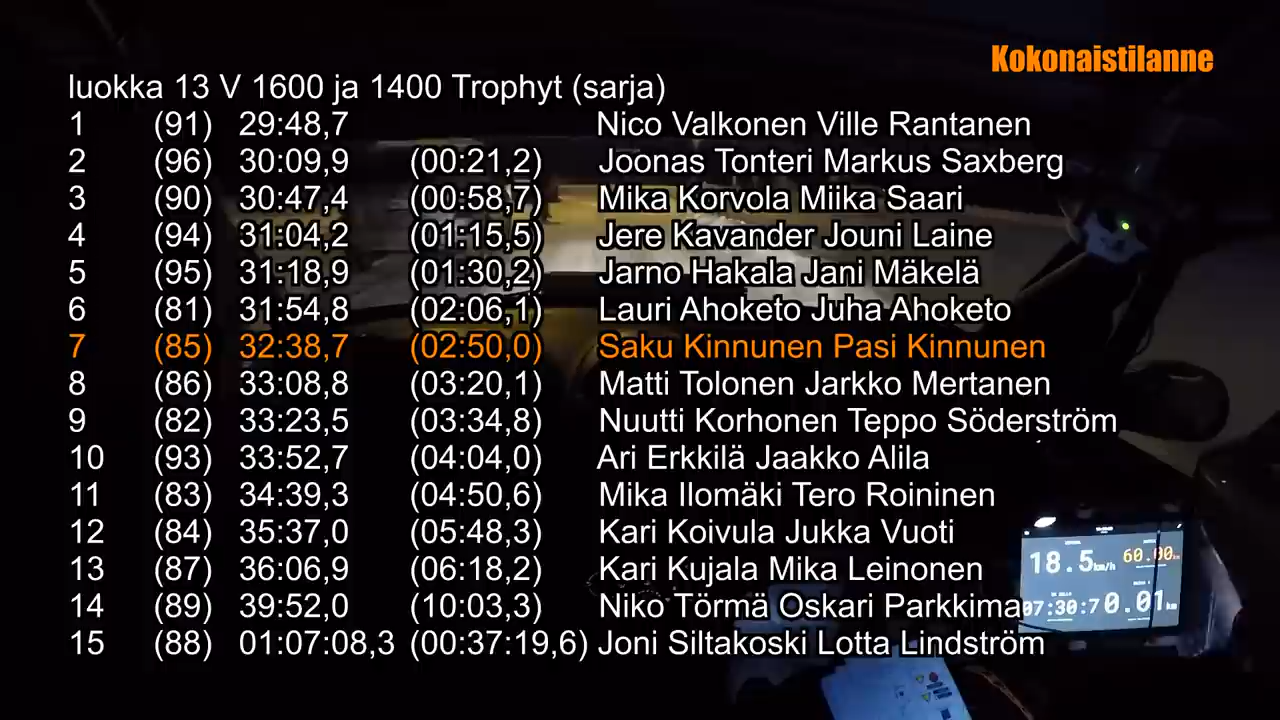 Kokonaistilanne
luokka 13 V 1600 ja 1400 Trophyt (sarja)
1 (91) 29:48,7 Nico Valkonen Ville Rantanen
2 (96) 30:09,9 (00:21,2) Joonas Tonteri Markus Saxberg
3 (90) 30:47,4 (00:58,7) Mika Korvola Miika Saari
4 (94) 31:04,2 (01:15,5) Jere Kavander Jouni Laine
5 (95) 31:18,9 (01:30,2) Jarno Hakala Jani Mäkelä
6 (81) 31:54,8 (02:06,1) Lauri Ahoketo Juha Ahoketo
7 (85) 32:38,7 (02:50,0) Saku Kinnunen Pasi Kinnunen
8 (86) 33:08,8 (03:20,1) Matti Tolonen Jarkko Mertanen
9 (82) 33:23,5 (03:34,8) Nuutti Korhonen Teppo Söderström
10 (93) 33:52,7 (04:04,0) Ari Erkkilä Jaakko Alila
11 (83) 34:39,3 (04:50,6) Mika Ilomäki Tero Roininen
12 (84) 35:37,0 (05:48,3) Kari Koivula Jukka Vuoti
13 (87) 36:06,9 (06:18,2) Kari Kujala Mika Leinonen
14 (89) 39:52,0 (10:03,3) Niko Törmä Oskari Parkkima
15 (88) 01:07:08,3 (00:37:19,6) Joni Siltakoski Lotta Lindström
18.5 km/h 60.00
07:30:7 0.01 km